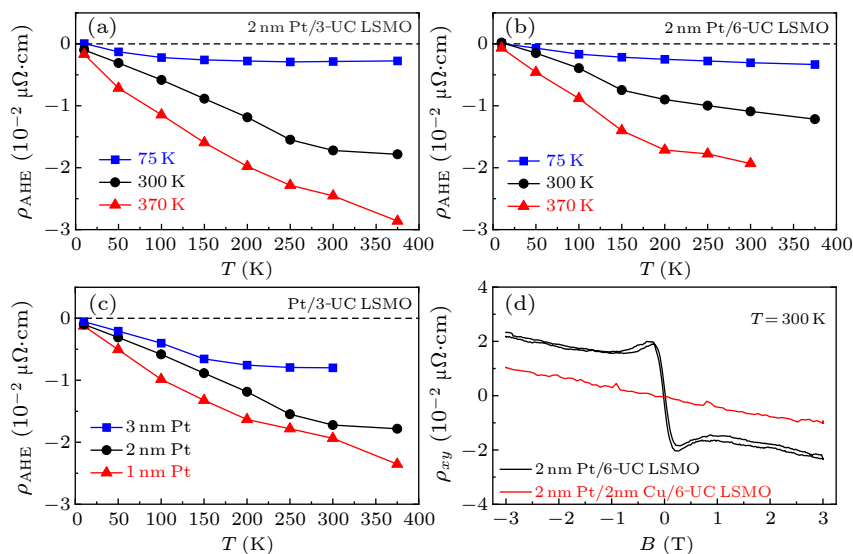 (a) 2 nm Pt/3-UC LSMO
0
−1
−2
−3
ρAHE (10−2 μΩ·cm)
75 K
300 K
370 K
0 50 100 150 200 250 300 350 400
T (K)
(b) 2 nm Pt/6-UC LSMO
0
−1
−2
−3
ρAHE (10−2 μΩ·cm)
75 K
300 K
370 K
0 50 100 150 200 250 300 350 400
T (K)
(c) Pt/3-UC LSMO
0
−1
−2
−3
ρAHE (10−2 μΩ·cm)
3 nm Pt
2 nm Pt
1 nm Pt
0 50 100 150 200 250 300 350 400
T (K)
(d)
T = 300 K
4
2
0
−2
−4
ρxy (10−2 μΩ·cm)
2 nm Pt/6-UC LSMO
2 nm Pt/2nm Cu/6-UC LSMO
−3 −2 −1 0 1 2 3
B (T)